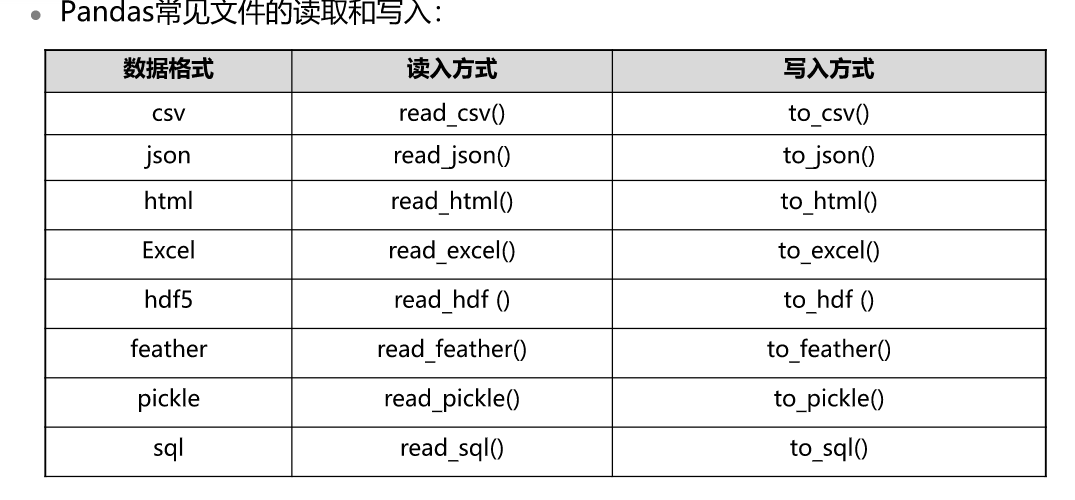 • Pandas常见文件的读取和写入：
数据格式 读入方式 写入方式
csv read_csv() to_csv()
json read_json() to_json()
html read_html() to_html()
Excel read_excel() to_excel()
hdf5 read_hdf () to_hdf ()
feather read_feather() to_feather()
pickle read_pickle() to_pickle()
sql read_sql() to_sql()